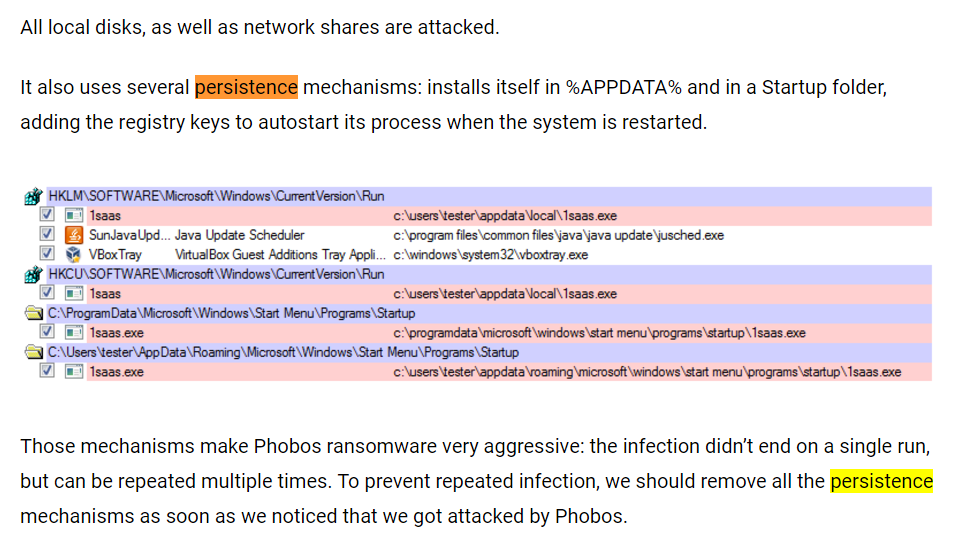 All local disks, as well as network shares are attacked.
It also uses several persistence mechanisms: installs itself in %APPDATA% and in a Startup folder,
adding the registry keys to autostart its process when the system is restarted.
HKLM\SOFTWARE\Microsoft\Windows\CurrentVersion\Run
1saas c:\users\tester\appdata\local\1saas.exe
SunJavaUpd... Java Update Scheduler c:\program files\common files\java\java update\jusched.exe
VBoxTray VirtualBox Guest Additions Tray Appli... c:\windows\system32\vboxtray.exe
HKCU\SOFTWARE\Microsoft\Windows\CurrentVersion\Run
1saas c:\users\tester\appdata\local\1saas.exe
C:\ProgramData\Microsoft\Windows\Start Menu\Programs\Startup
1saas.exe c:\programdata\microsoft\windows\start menu\programs\startup\1saas.exe
C:\Users\tester\AppData\Roaming\Microsoft\Windows\Start Menu\Programs\Startup
1saas.exe c:\users\tester\appdata\roaming\microsoft\windows\start menu\programs\startup\1saas.exe
Those mechanisms make Phobos ransomware very aggressive: the infection didn’t end on a single run,
but can be repeated multiple times. To prevent repeated infection, we should remove all the persistence
mechanisms as soon as we noticed that we got attacked by Phobos.